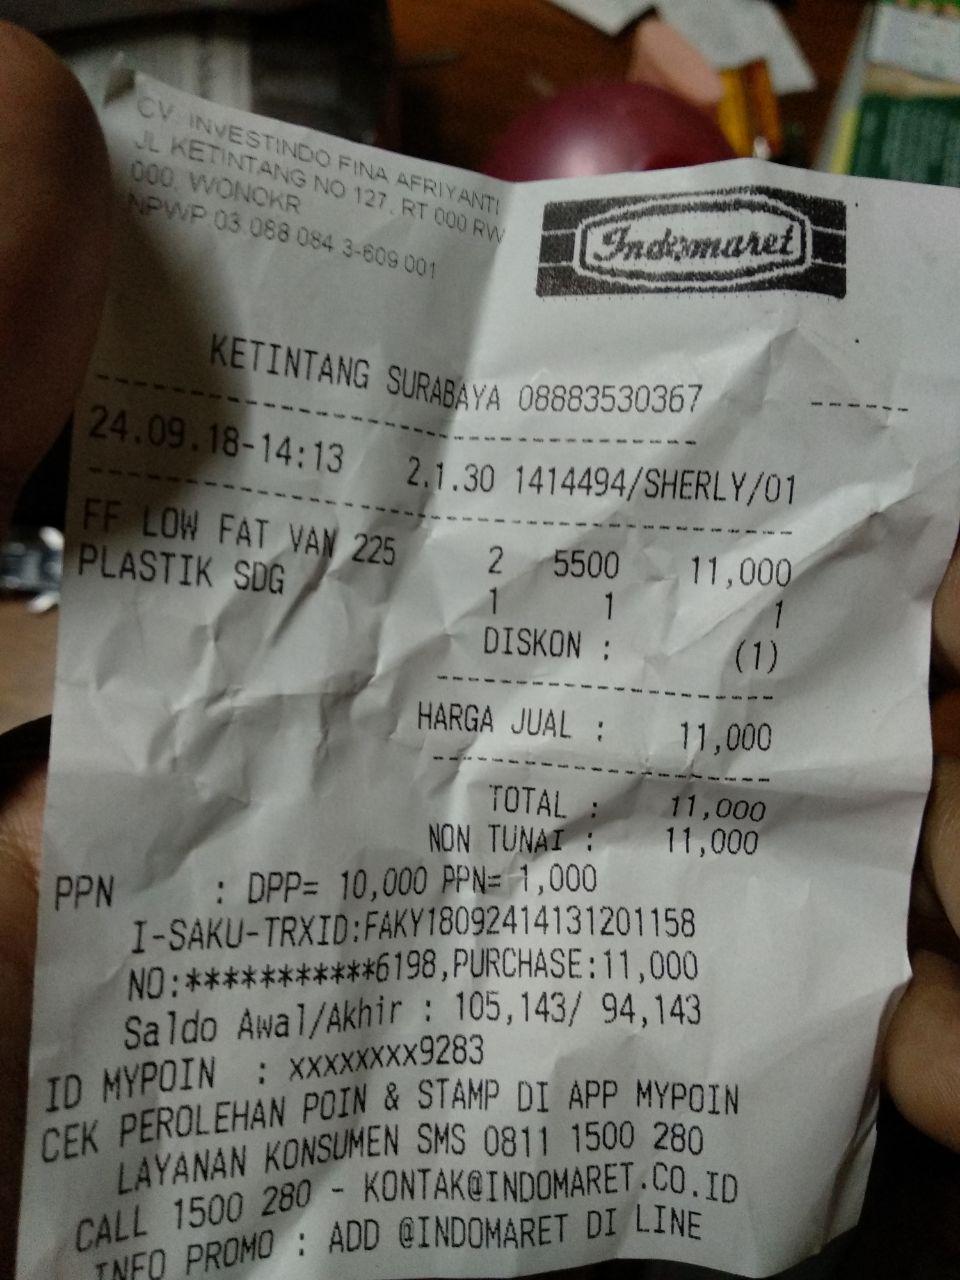 CV. INVESTINDO FINA AFRIYANTI
JL KETINTANG NO 127, RT 000 RW
000, WONOKR
NPWP 03.088.084.3-609.001
Indomaret
KETINTANG SURABAYA 08883530367
24.09.18-14:13 2.1.30 1414494/SHERLY/01
FF LOW FAT VAN 225 2 5500 11,000
PLASTIK SDG 1 1 1
DISKON : (1)
HARGA JUAL : 11,000
TOTAL : 11,000
NON TUNAI : 11,000
PPN : DPP= 10,000 PPN= 1,000
I-SAKU-TRXID:FAKY18092414131201158
NO:***********6198,PURCHASE:11,000
Saldo Awal/Akhir : 105,143/ 94,143
ID MYPOIN : xxxxxxxx9283
CEK PEROLEHAN POIN & STAMP DI APP MYPOIN
LAYANAN KONSUMEN SMS 0811 1500 280
CALL 1500 280 - KONTAK@INDOMARET.CO.ID
INFO PROMO : ADD @INDOMARET DI LINE